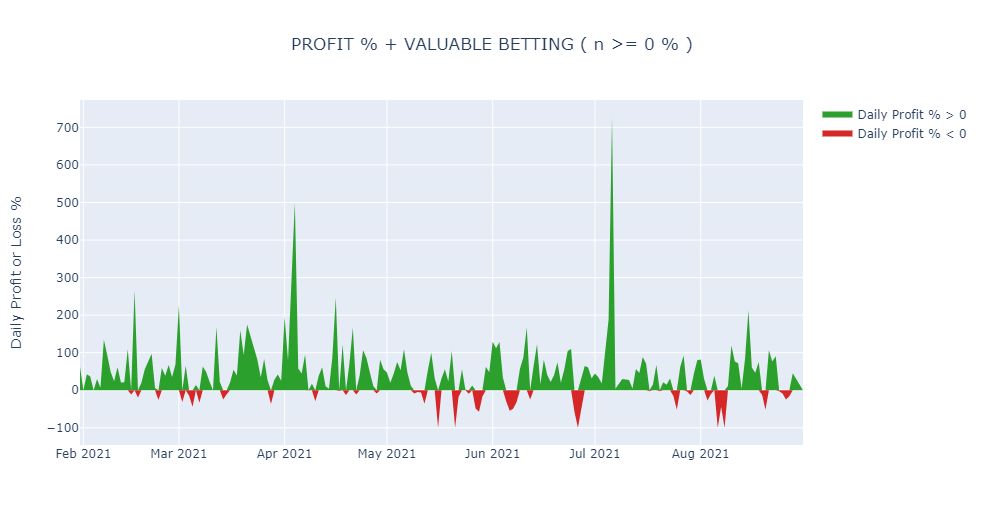 PROFIT % + VALUABLE BETTING ( n >= 0 % )
Daily Profit % > 0
Daily Profit % < 0
Daily Profit or Loss %
700
600
500
400
300
200
100
0
−100
Feb 2021
Mar 2021
Apr 2021
May 2021
Jun 2021
Jul 2021
Aug 2021